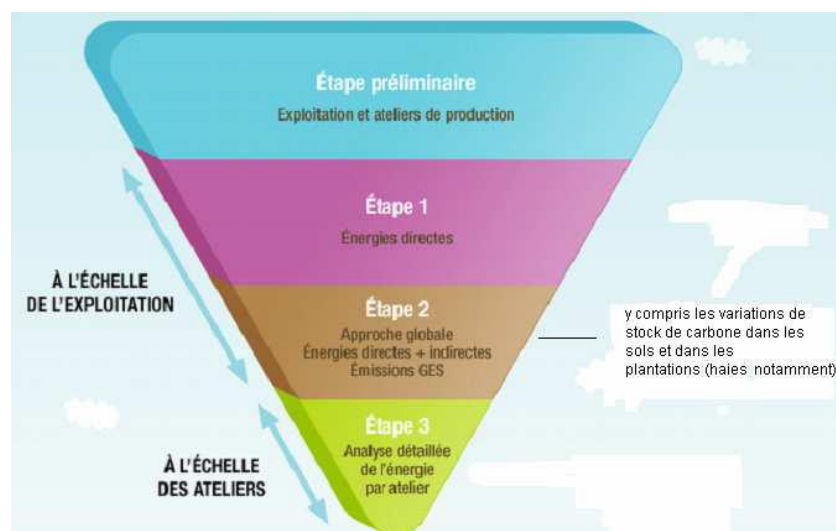 Étape préliminaire
Exploitation et ateliers de production
Étape 1
Énergies directes
À L'ÉCHELLE
DE L'EXPLOITATION
Étape 2
Approche globale
Énergies directes + indirectes
Émissions GES
y compris les variations de
stock de carbone dans les
sols et dans les
plantations (haies notamment)
Étape 3
Analyse détaillée
de l'énergie
par atelier
À L'ÉCHELLE
DES ATELIERS